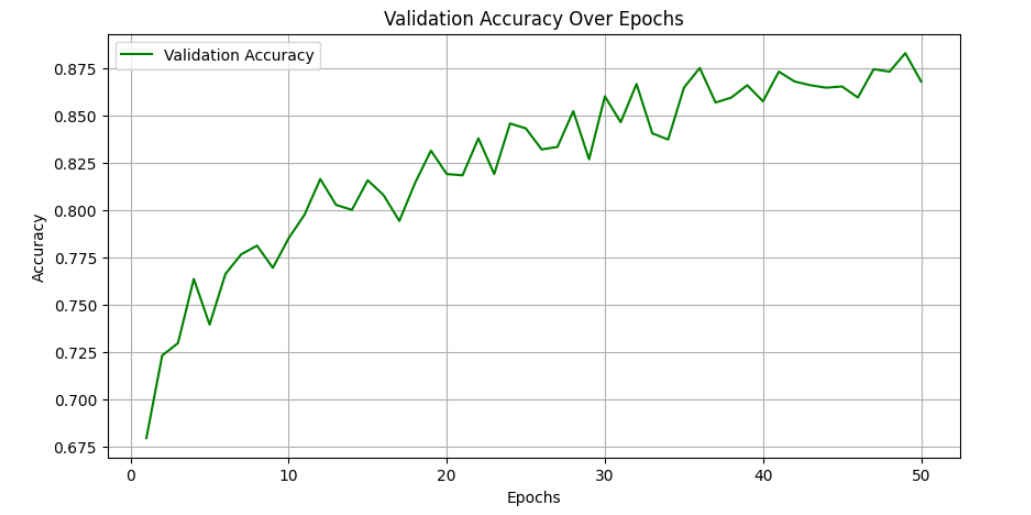 Validation Accuracy Over Epochs
Validation Accuracy
Accuracy
0.875
0.850
0.825
0.800
0.775
0.750
0.725
0.700
0.675
0 10 20 30 40 50
Epochs